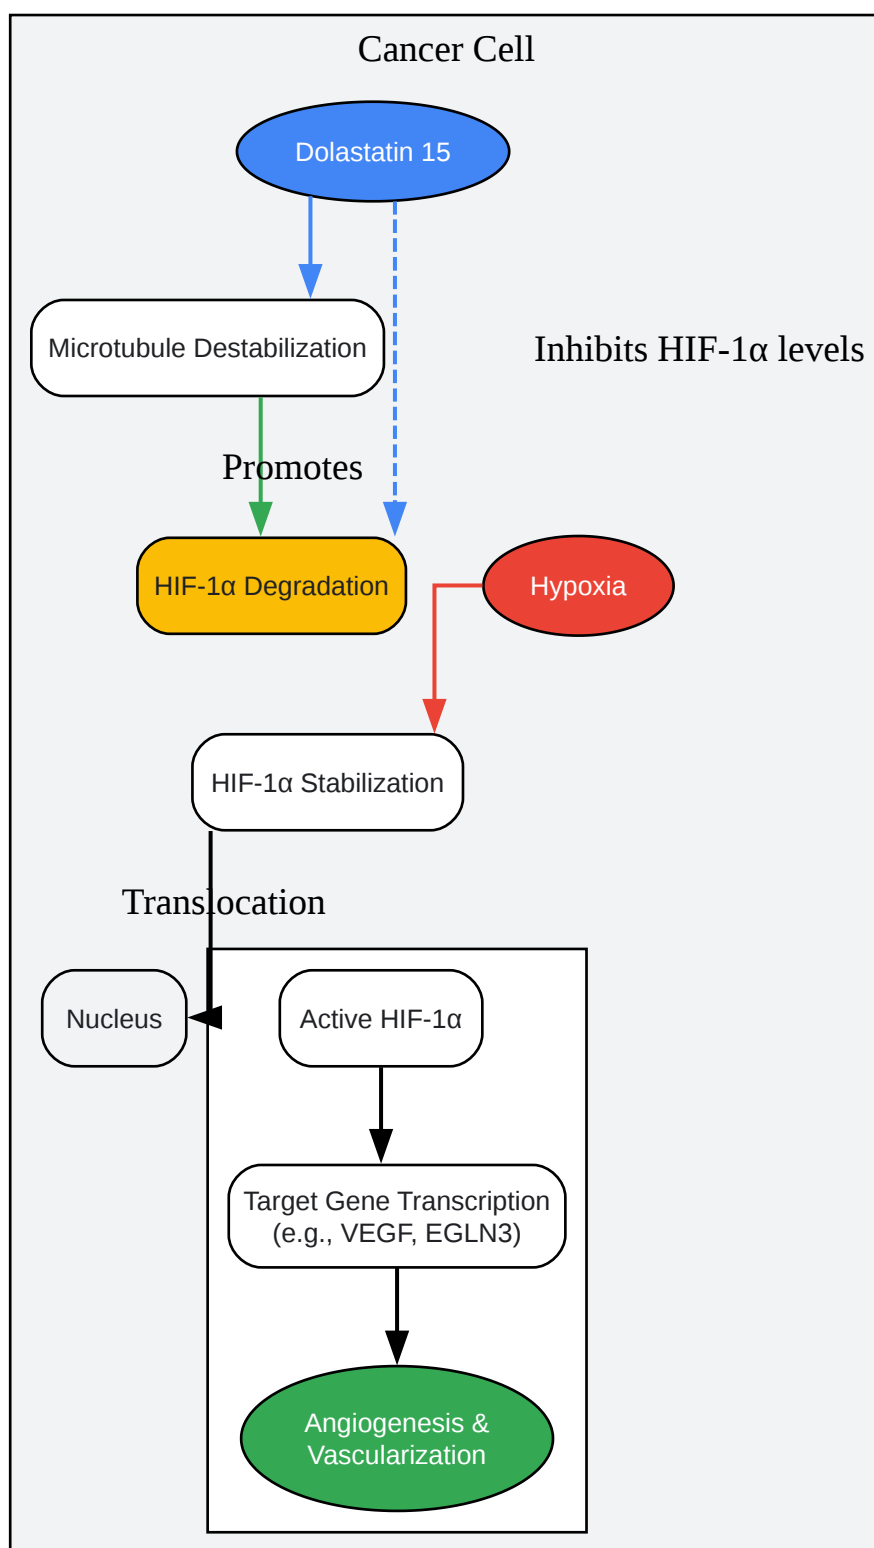 Cancer Cell
Dolastatin 15
Microtubule Destabilization
Inhibits HIF-1α levels
Promotes
HIF-1α Degradation
Hypoxia
HIF-1α Stabilization
Translocation
Nucleus
Active HIF-1α
Target Gene Transcription
(e.g., VEGF, EGLN3)
Angiogenesis &
Vascularization